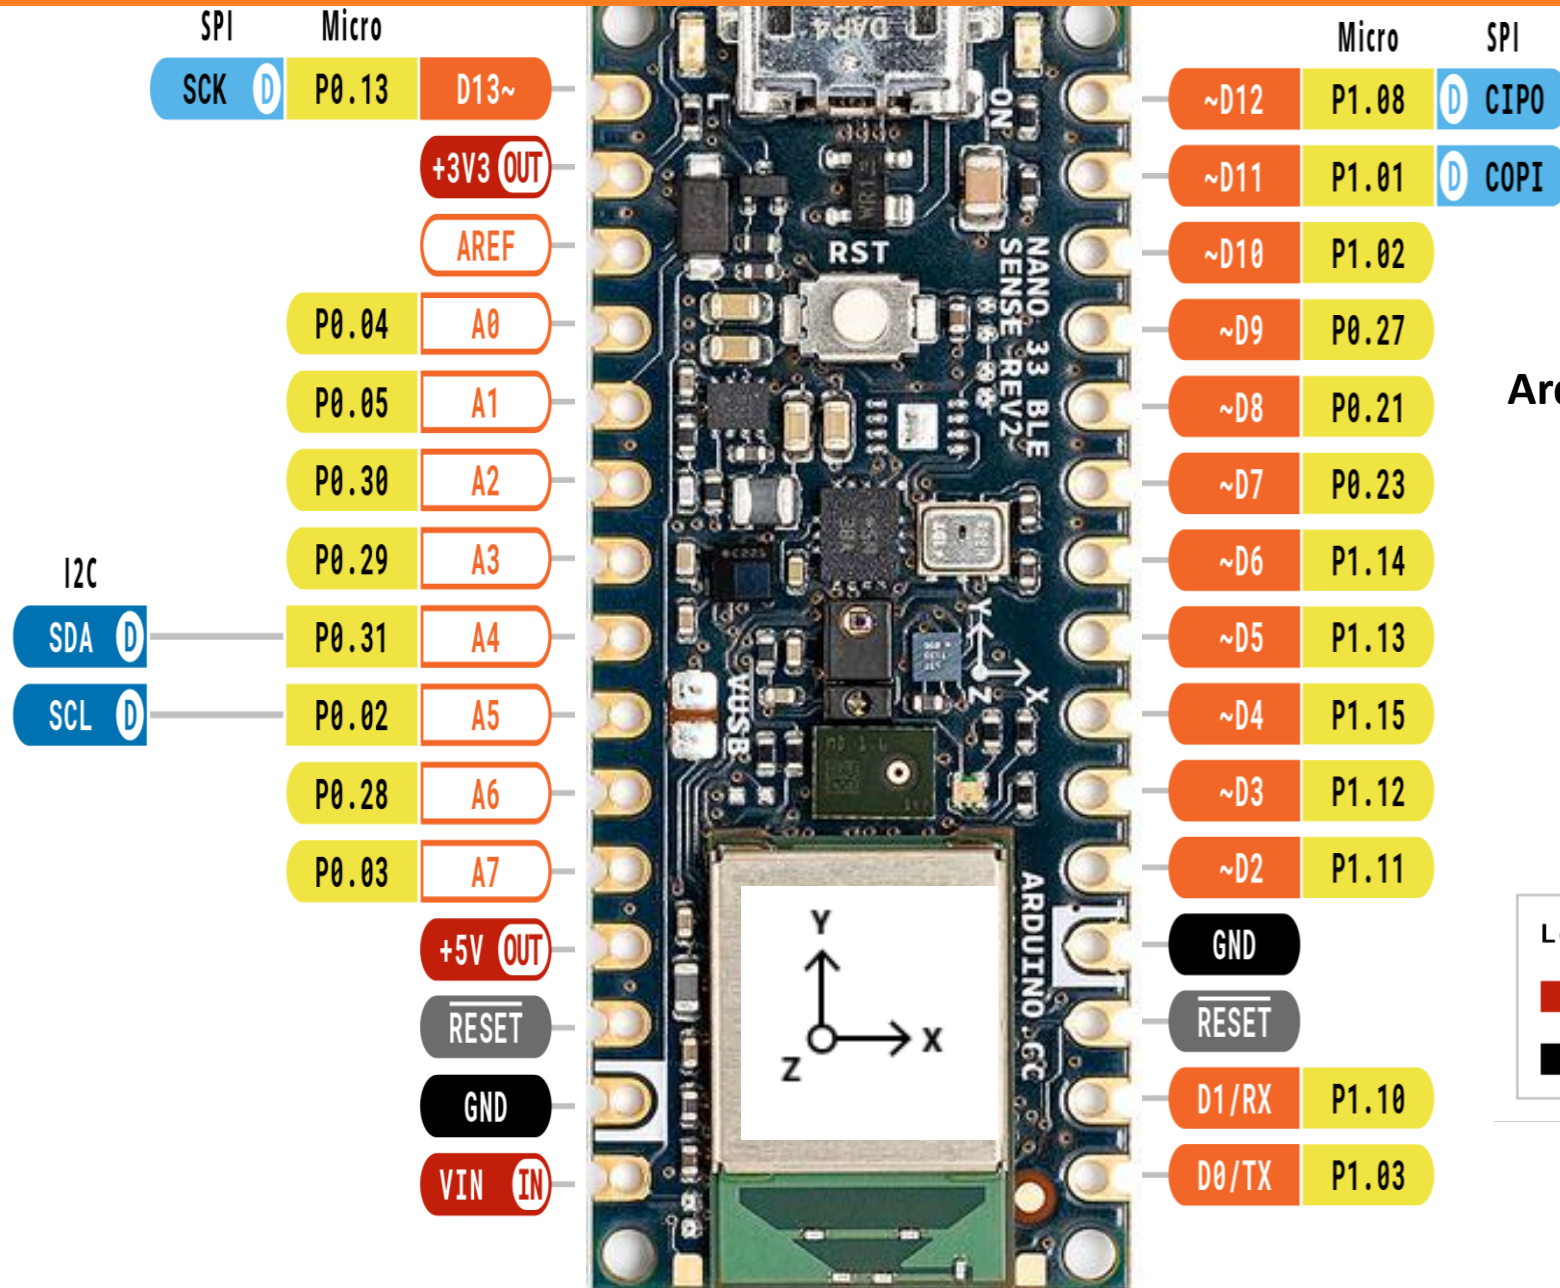 SPI Micro
SCK D P0.13 D13~
+3V3 OUT
AREF
P0.04 A0
P0.05 A1
P0.30 A2
P0.29 A3
I2C
SDA D P0.31 A4
SCL D P0.02 A5
P0.28 A6
P0.03 A7
+5V OUT
RESET
GND
VIN IN
DAP4
L
ON
RST
NANO 33 BLE
SENSE REV2
Y
X
Z
VUSB
ARDUINO.CC
Y
X
Z
Micro SPI
~D12 P1.08 D CIPO
~D11 P1.01 D COPI
~D10 P1.02
~D9 P0.27
~D8 P0.21
~D7 P0.23
~D6 P1.14
~D5 P1.13
~D4 P1.15
~D3 P1.12
~D2 P1.11
GND
RESET
D1/RX P1.10
D0/TX P1.03